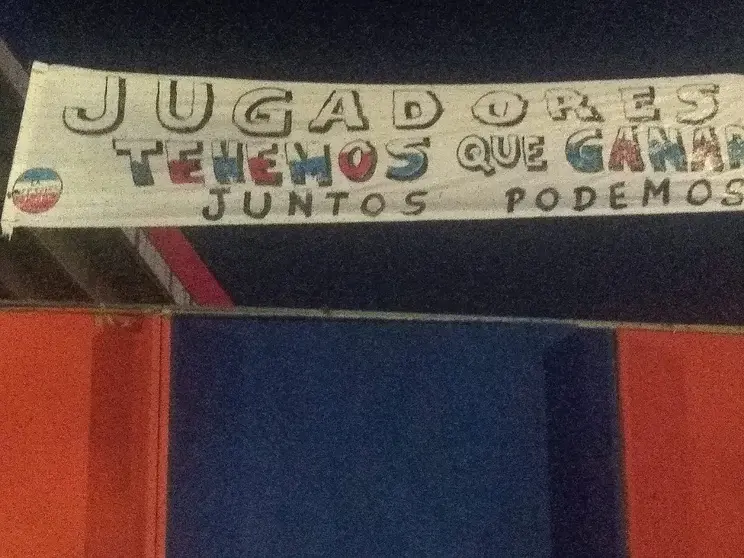 JUGADORES
TENEMOS QUE GANAR
JUNTOS PODEMOS